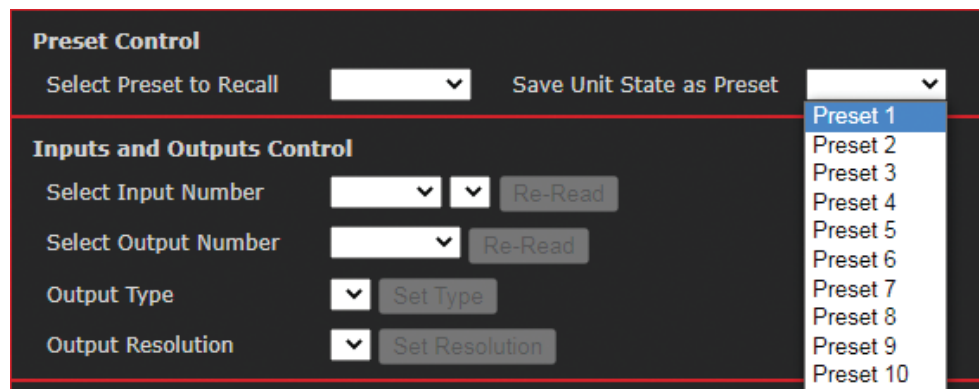 Preset Control
Select Preset to Recall Save Unit State as Preset
Preset 1
Preset 2
Preset 3
Preset 4
Preset 5
Preset 6
Preset 7
Preset 8
Preset 9
Preset 10
Inputs and Outputs Control
Select Input Number Re-Read
Select Output Number Re-Read
Output Type Set Type
Output Resolution Set Resolution